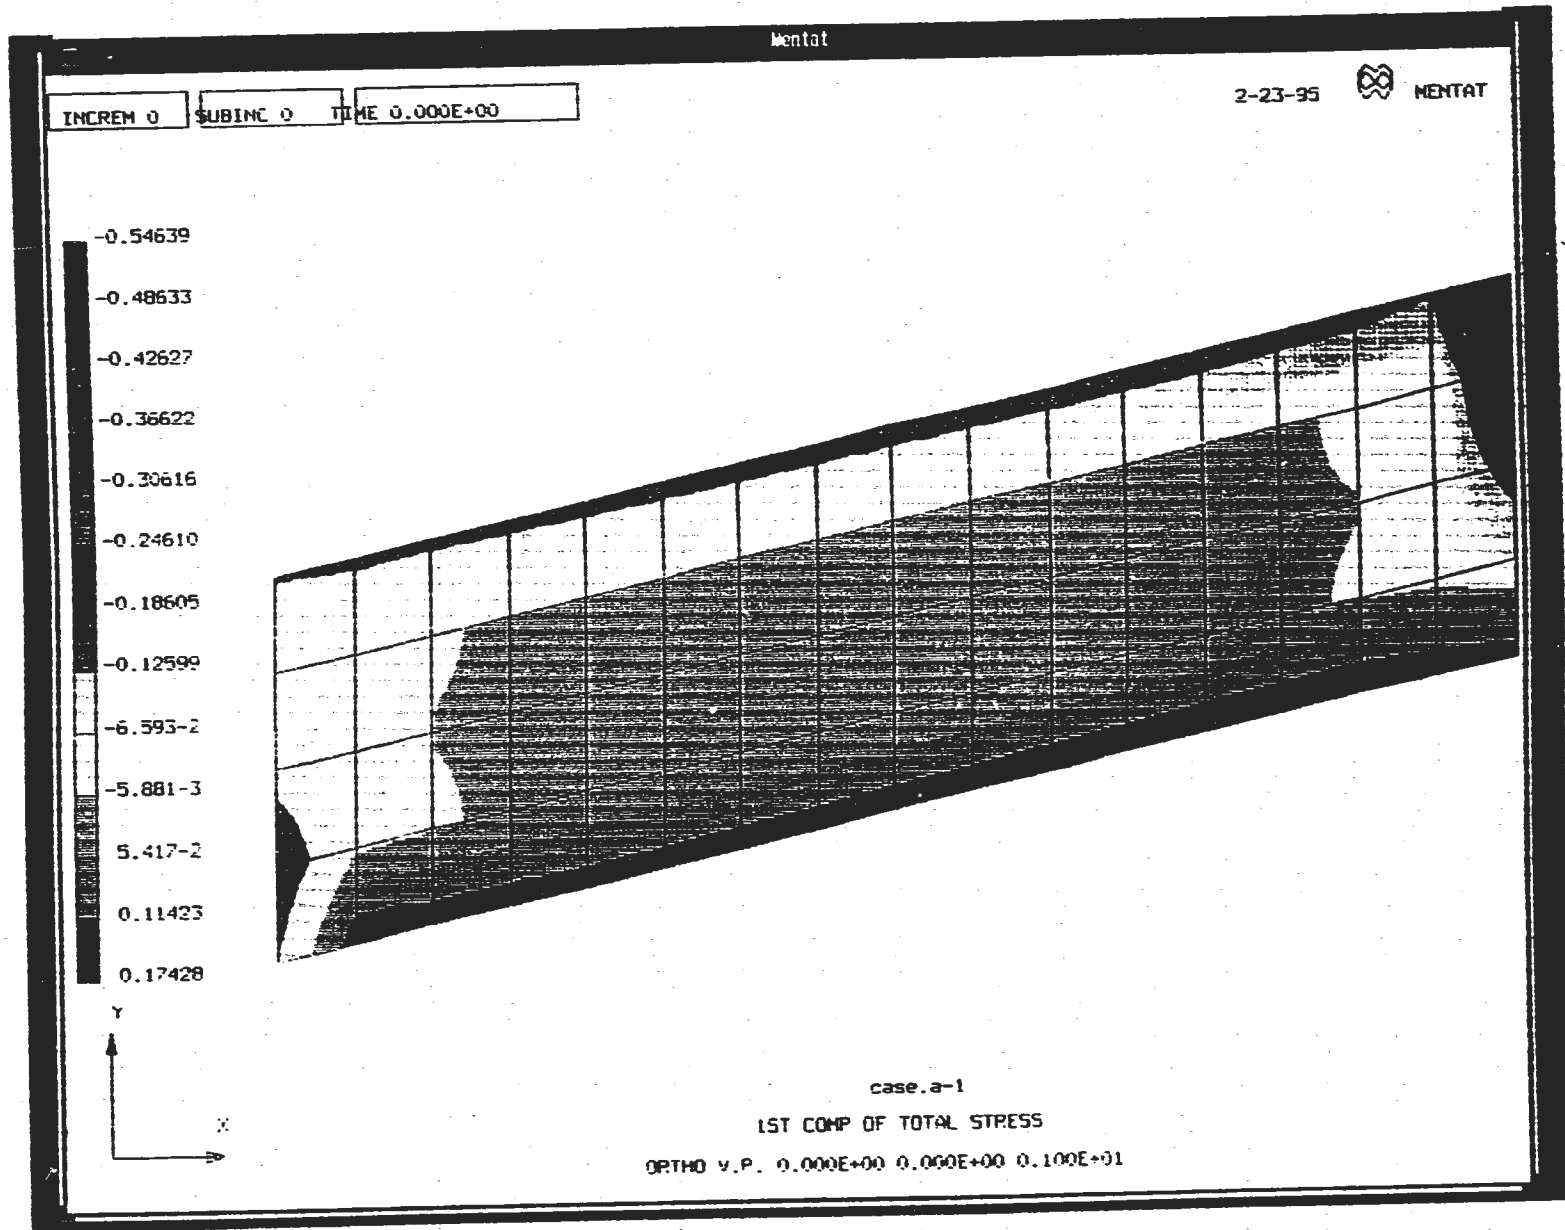 Mentat
INCREM 0 SUBINC 0 TIME 0.000E+00
2-23-95 MENTAT
-0.54639
-0.48633
-0.42627
-0.36622
-0.30616
-0.24610
-0.18605
-0.12599
-6.593-2
-5.881-3
5.417-2
0.11423
0.17428
Y
X
case.a-1
1ST COMP OF TOTAL STRESS
ORTHO V.P. 0.000E+00 0.000E+00 0.100E+01